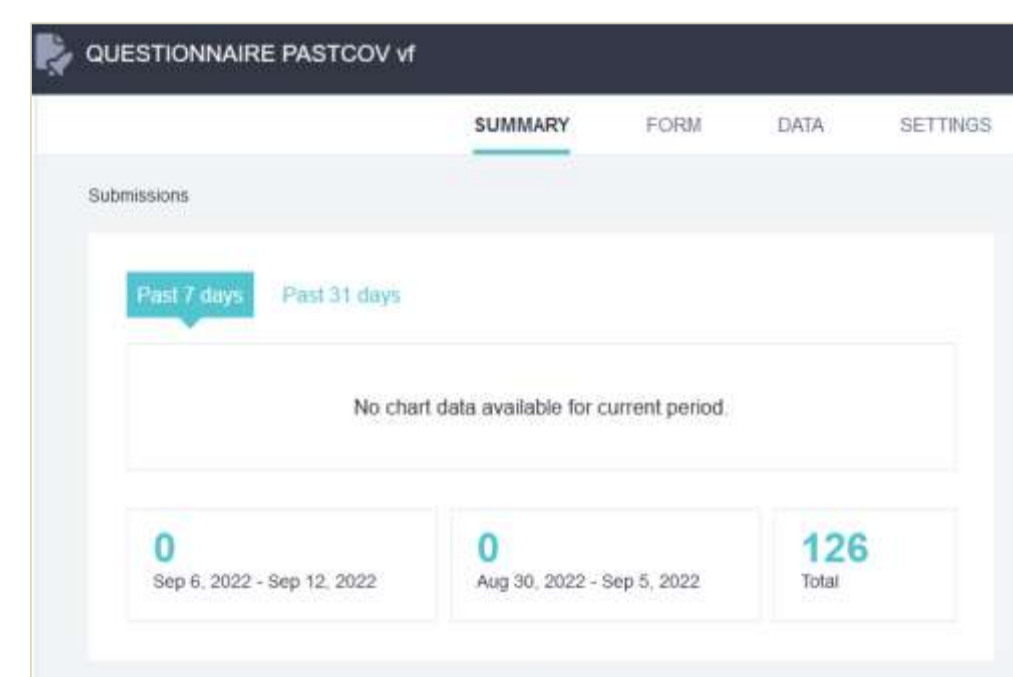 QUESTIONNAIRE PASTCOV vf
SUMMARY FORM DATA SETTINGS
Submissions
Past 7 days Past 31 days
No chart data available for current period.
0 0 126
Sep 6, 2022 - Sep 12, 2022 Aug 30, 2022 - Sep 5, 2022 Total